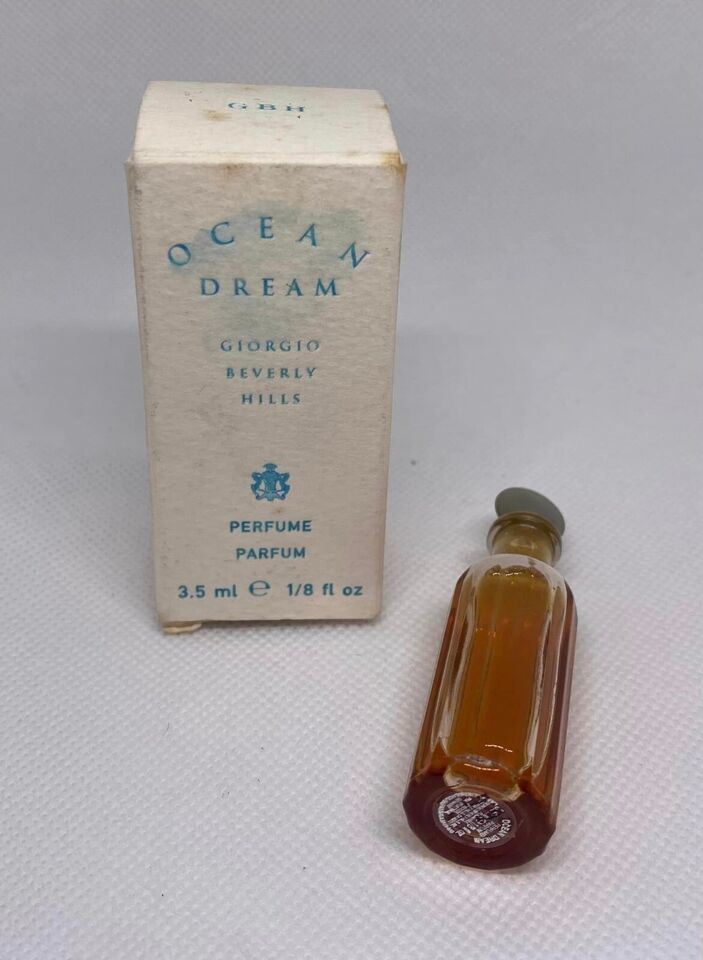 GBH
OCEAN
DREAM
GIORGIO
BEVERLY
HILLS
PERFUME
PARFUM
3.5 ml e 1/8 fl oz
OCEAN DREAM